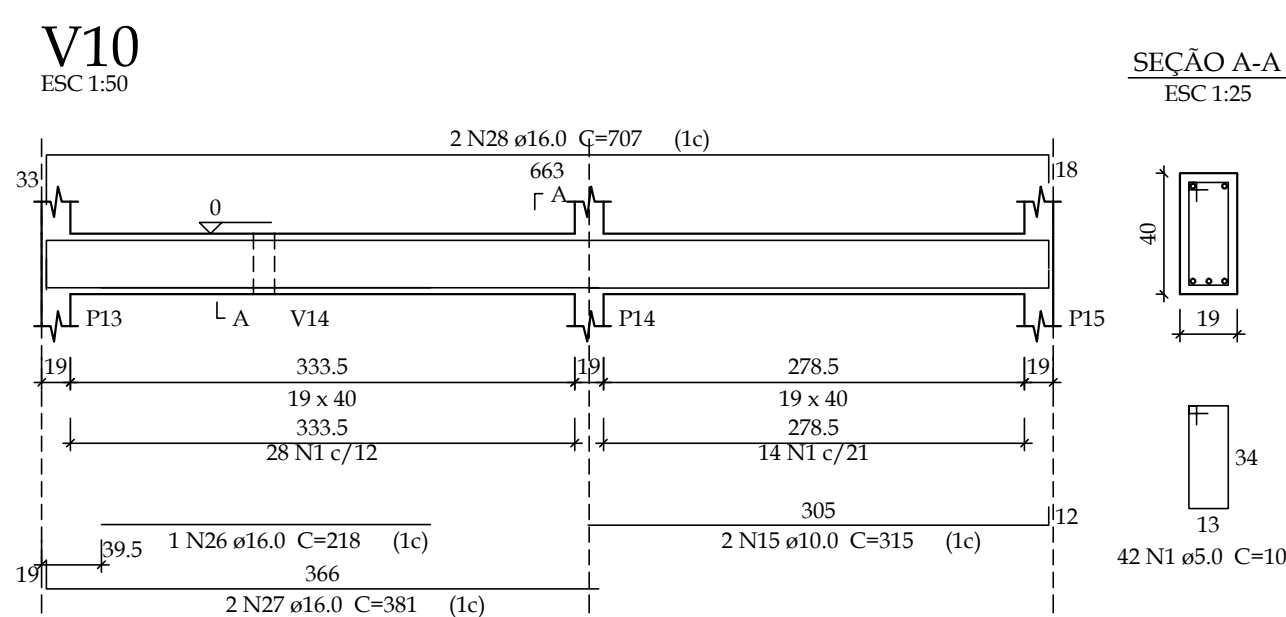 V10
ESC 1:50
SEÇÃO A-A
ESC 1:25
2 N28 ø16.0 C=707 (1c)
33
663
18
A
0
40
A
P13
V14
P14
P15
19
19
333.5
19
278.5
19
19 x 40
19 x 40
333.5
278.5
28 N1 c/12
14 N1 c/21
34
13
305
12
1 N26 ø16.0 C=218 (1c)
2 N15 ø10.0 C=315 (1c)
39.5
42 N1 ø5.0 C=10
19
366
2 N27 ø16.0 C=381 (1c)